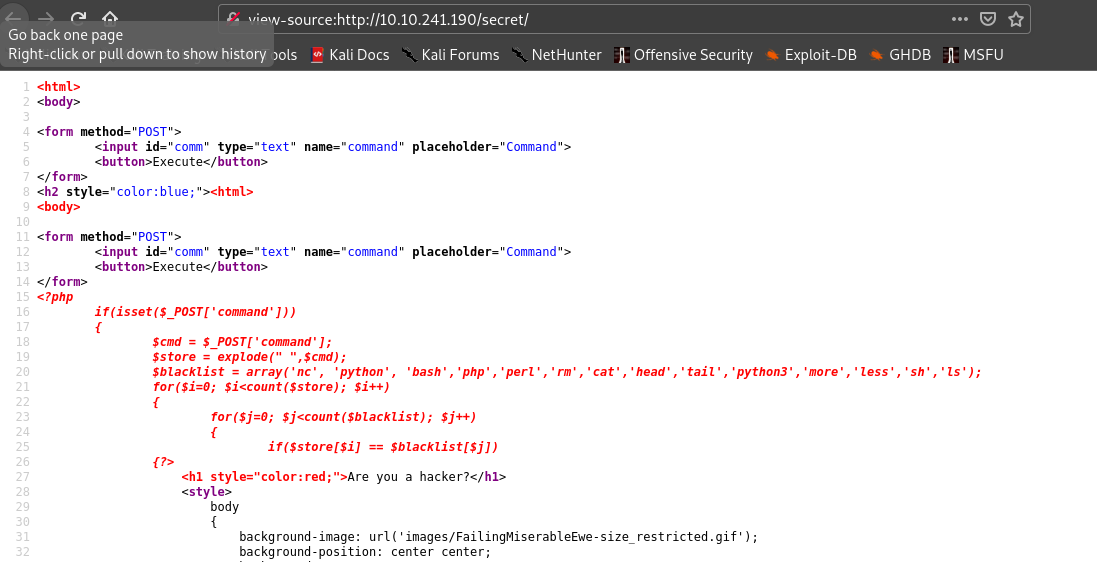 view-source:http://10.10.241.190/secret/
Go back one page
Right-click or pull down to show history
ools Kali Docs Kali Forums NetHunter Offensive Security Exploit-DB GHDB MSFU
1 <html>
2 <body>
3
4 <form method="POST">
5 <input id="comm" type="text" name="command" placeholder="Command">
6 <button>Execute</button>
7 </form>
8 <h2 style="color:blue;"><html>
9 <body>
10
11 <form method="POST">
12 <input id="comm" type="text" name="command" placeholder="Command">
13 <button>Execute</button>
14 </form>
15 <?php
16 if(isset($_POST['command']))
17 {
18 $cmd = $_POST['command'];
19 $store = explode(" ",$cmd);
20 $blacklist = array('nc', 'python', 'bash','php','perl','rm','cat','head','tail','python3','more','less','sh','ls');
21 for($i=0; $i<count($store); $i++)
22 {
23 for($j=0; $j<count($blacklist); $j++)
24 {
25 if($store[$i] == $blacklist[$j])
26 {?>
27 <h1 style="color:red;">Are you a hacker?</h1>
28 <style>
29 body
30 {
31 background-image: url('images/FailingMiserableEwe-size_restricted.gif');
32 background-position: center center;